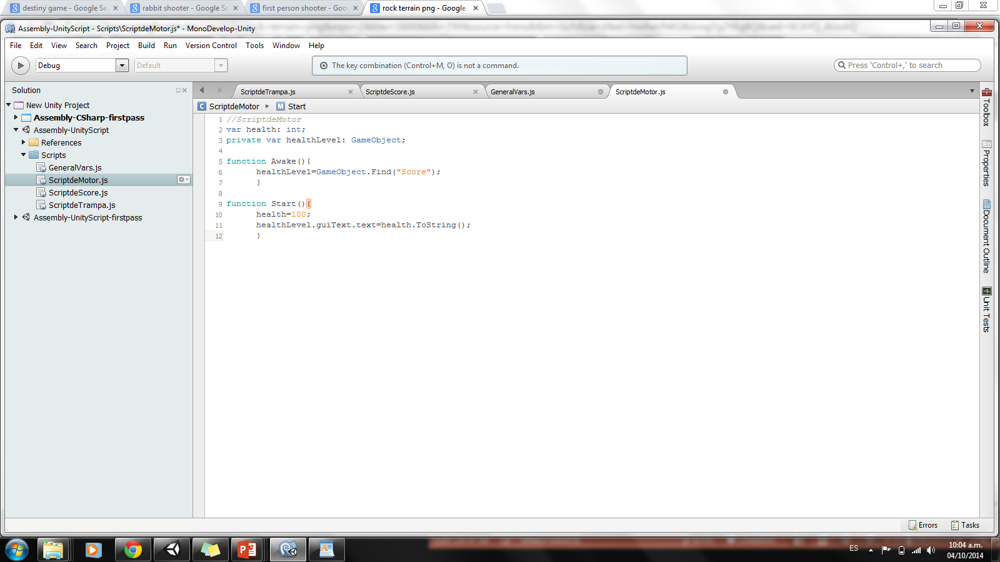 destiny game - Google Se
rabbit shooter - Google Se
first person shooter - Goo
rock terrain png - Google
Assembly-UnityScript - Scripts\ScriptdeMotor.js* - MonoDevelop-Unity
File Edit View Search Project Build Run Version Control Tools Window Help
Debug
Default
The key combination (Control+M, O) is not a command.
Press 'Control+,' to search
Solution
New Unity Project
Assembly-CSharp-firstpass
Assembly-UnityScript
References
Scripts
GeneralVars.js
ScriptdeMotor.js
ScriptdeScore.js
ScriptdeTrampa.js
Assembly-UnityScript-firstpass
ScriptdeTrampa.js
ScriptdeScore.js
GeneralVars.js
ScriptdeMotor.js
C ScriptdeMotor M Start
1 //ScriptdeMotor
2 var health: int;
3 private var healthLevel: GameObject;
4
5 function Awake(){
6 healthLevel=GameObject.Find("Score");
7 }
8
9 function Start(){
10 health=100;
11 healthLevel.guiText.text=health.ToString();
12 }
Toolbox
Properties
Document Outline
Unit Tests
Errors
Tasks
ES
10:04 a.m.
04/10/2014